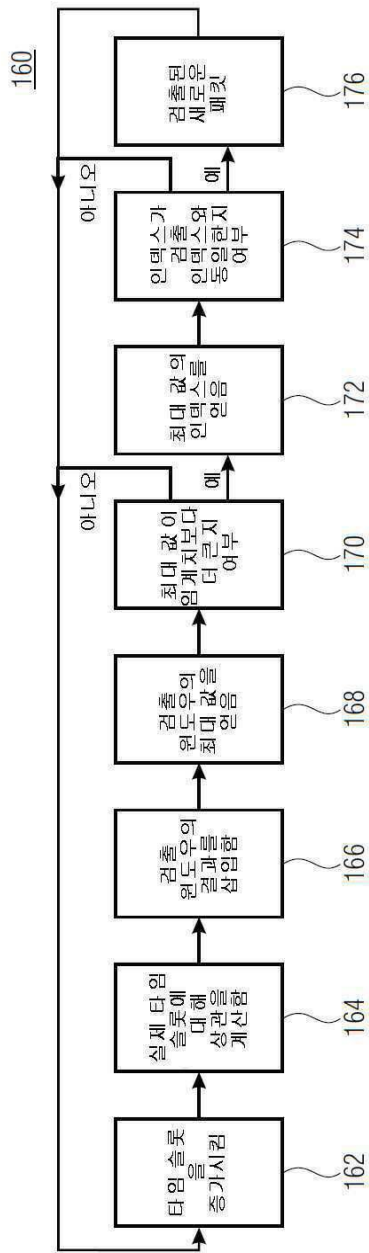 160
타임 슬롯
을
증가시킴
162
실제 타임
슬롯에
대해
상관을
계산함
164
검출
윈도우의
결과를
삽입함
166
검출
윈도우의
최대 값을
얻음
168
최대 값이
임계치보다
더 큰지
여부
170
아니오
예
최대 값의
인덱스를
얻음
172
인덱스가
검출
인덱스와
동일한지
여부
174
아니오
예
검출된
새로운
패킷
176